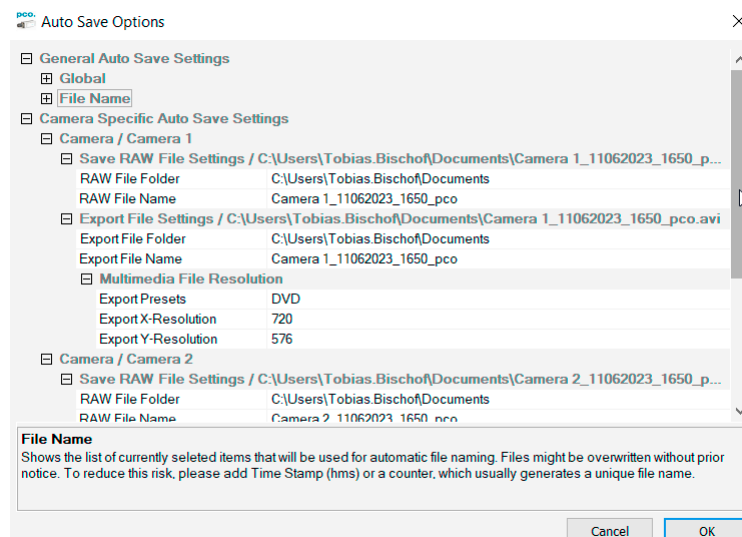 pco.
Auto Save Options
General Auto Save Settings
Global
File Name
Camera Specific Auto Save Settings
Camera / Camera 1
Save RAW File Settings / C:\Users\Tobias.Bischof\Documents\Camera 1_11062023_1650_p...
RAW File Folder C:\Users\Tobias.Bischof\Documents
RAW File Name Camera 1_11062023_1650_pco
Export File Settings / C:\Users\Tobias.Bischof\Documents\Camera 1_11062023_1650_pco.avi
Export File Folder C:\Users\Tobias.Bischof\Documents
Export File Name Camera 1_11062023_1650_pco
Multimedia File Resolution
Export Presets DVD
Export X-Resolution 720
Export Y-Resolution 576
Camera / Camera 2
Save RAW File Settings / C:\Users\Tobias.Bischof\Documents\Camera 2_11062023_1650_p...
RAW File Folder C:\Users\Tobias.Bischof\Documents
RAW File Name Camera 2_11062023_1650_pco
File Name
Shows the list of currently seleted items that will be used for automatic file naming. Files might be overwritten without prior
notice. To reduce this risk, please add Time Stamp (hms) or a counter, which usually generates a unique file name.
Cancel OK